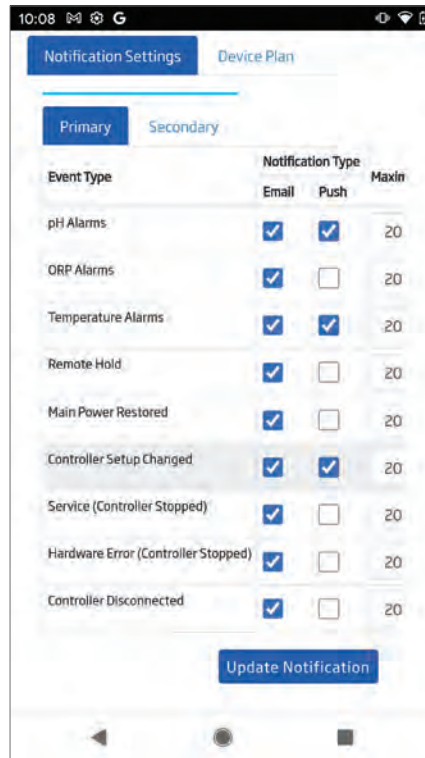 10:08 M G
Notification Settings Device Plan
Primary Secondary
Event Type Notification Type Maxin
Email Push
pH Alarms 20
ORP Alarms 20
Temperature Alarms 20
Remote Hold 20
Main Power Restored 20
Controller Setup Changed 20
Service (Controller Stopped) 20
Hardware Error (Controller Stopped) 20
Controller Disconnected 20
Update Notification